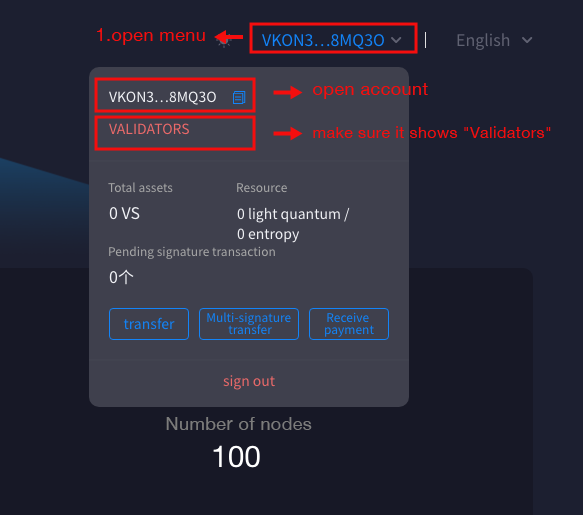 1.open menu
VKON3...8MQ3O
English
VKON3...8MQ3O
open account
VALIDATORS
make sure it shows "Validators"
Total assets
Resource
0 VS
0 light quantum /
0 entropy
Pending signature transaction
0个
transfer
Multi-signature
transfer
Receive
payment
sign out
Number of nodes
100